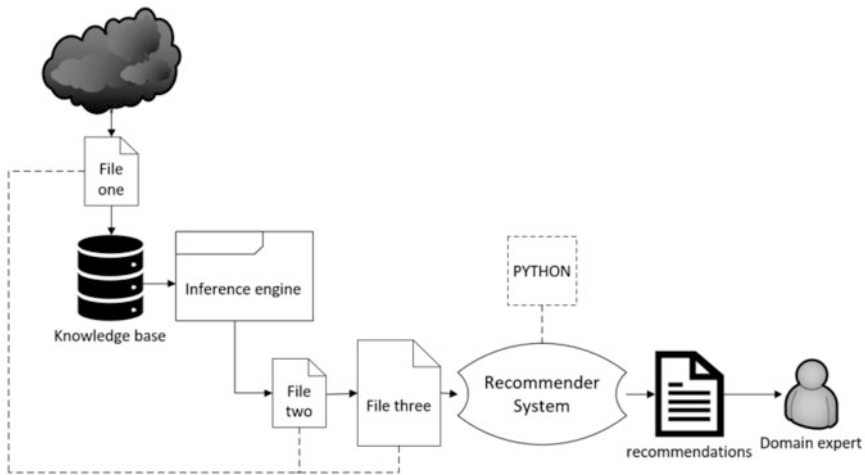 File
one
Knowledge base
Inference engine
File
two
File three
PYTHON
Recommender
System
recommendations
Domain expert